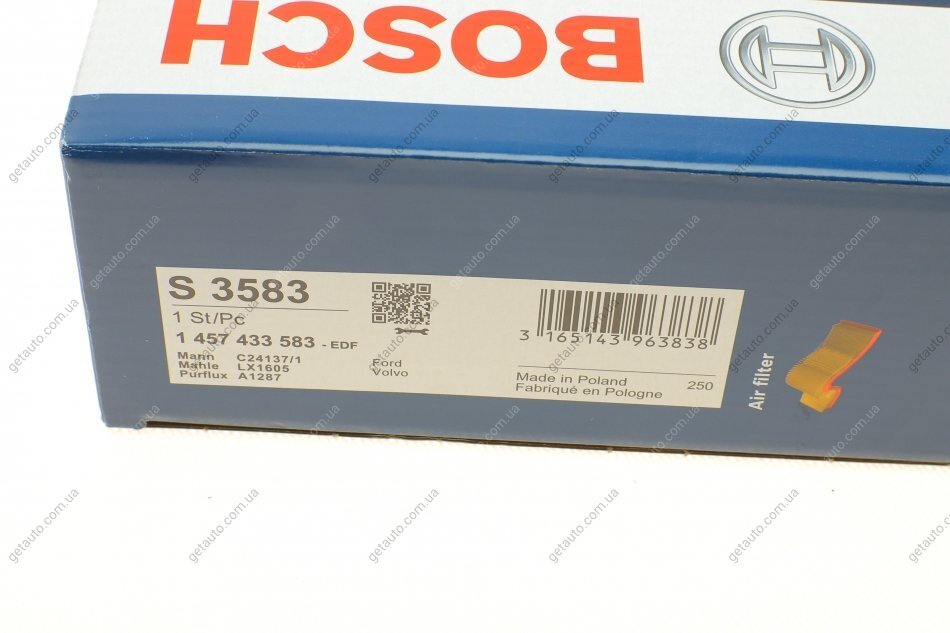 BOSCH
S 3583
1 St/Pc
1 457 433 583 - EDF
Mann C24137/1
Mahle LX1605
Purflux A1287
Ford
Volvo
3 165143 963838
Made in Poland
Fabriqué en Pologne
250
Air filter
getauto.com.ua